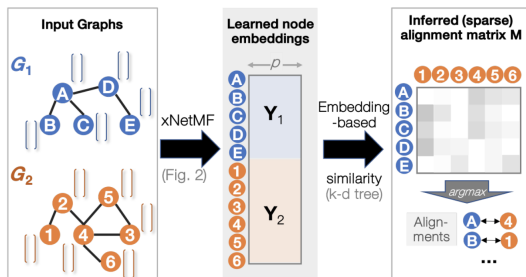 Input Graphs
G1
A
D
B
C
E
G2
2
5
1
4
3
6
xNetMF
(Fig. 2)
Learned node
embeddings
p
A
B
C
D
E
1
2
3
4
5
6
Y1
Y2
Embedding
-based
similarity
(k-d tree)
Inferred (sparse)
alignment matrix M
1 2 3 4 5 6
A
B
C
D
E
argmax
Align-
ments
A 4
B 1
...